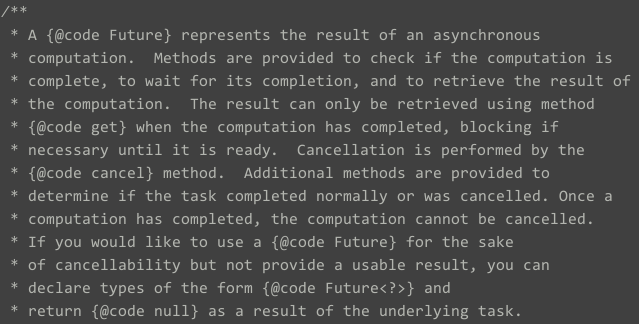 /**
 * A {@code Future} represents the result of an asynchronous
 * computation.  Methods are provided to check if the computation is
 * complete, to wait for its completion, and to retrieve the result of
 * the computation.  The result can only be retrieved using method
 * {@code get} when the computation has completed, blocking if
 * necessary until it is ready.  Cancellation is performed by the
 * {@code cancel} method.  Additional methods are provided to
 * determine if the task completed normally or was cancelled. Once a
 * computation has completed, the computation cannot be cancelled.
 * If you would like to use a {@code Future} for the sake
 * of cancellability but not provide a usable result, you can
 * declare types of the form {@code Future<?>} and
 * return {@code null} as a result of the underlying task.